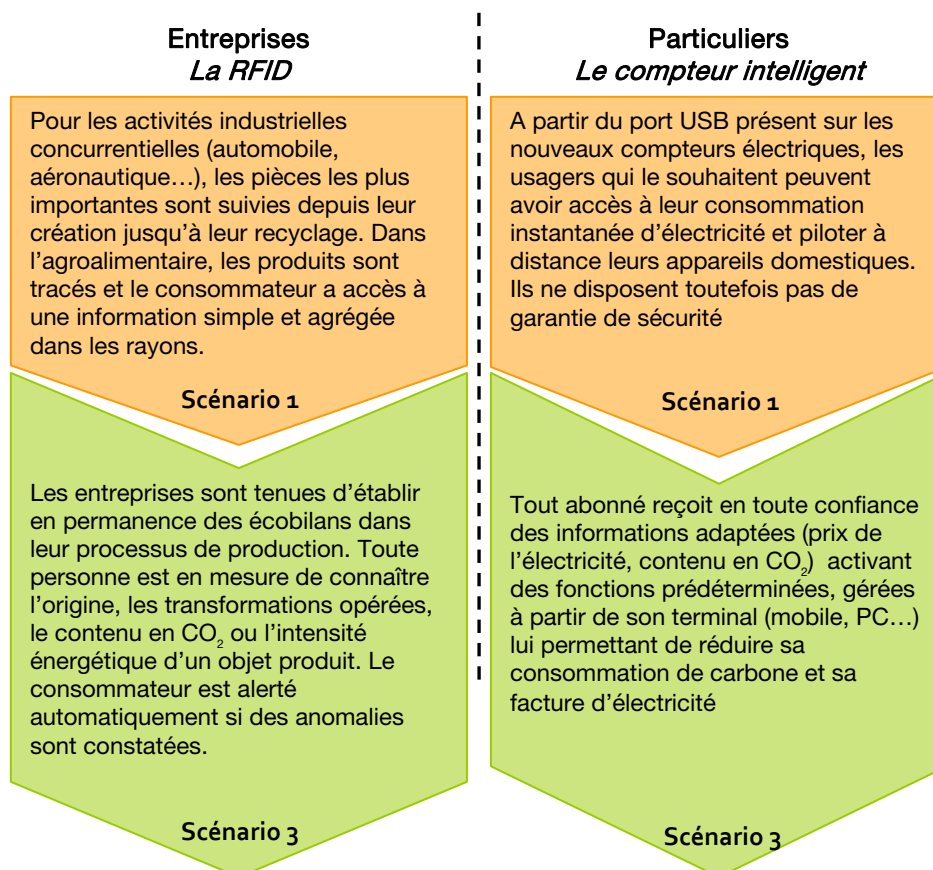 Entreprises
La RFID
Pour les activités industrielles
concurrentielles (automobile,
aéronautique…), les pièces les plus
importantes sont suivies depuis leur
création jusqu'à leur recyclage. Dans
l'agroalimentaire, les produits sont
tracés et le consommateur a accès à
une information simple et agrégée
dans les rayons.
Scénario 1
Les entreprises sont tenues d'établir
en permanence des écobilans dans
leur processus de production. Toute
personne est en mesure de connaître
l'origine, les transformations opérées,
le contenu en CO₂ ou l'intensité
énergétique d'un objet produit. Le
consommateur est alerté
automatiquement si des anomalies
sont constatées.
Scénario 3
Particuliers
Le compteur intelligent
A partir du port USB présent sur les
nouveaux compteurs électriques, les
usagers qui le souhaitent peuvent
avoir accès à leur consommation
instantanée d'électricité et piloter à
distance leurs appareils domestiques.
Ils ne disposent toutefois pas de
garantie de sécurité
Scénario 1
Tout abonné reçoit en toute confiance
des informations adaptées (prix de
l'électricité, contenu en CO₂) activant
des fonctions prédéterminées, gérées
à partir de son terminal (mobile, PC…)
lui permettant de réduire sa
consommation de carbone et sa
facture d'électricité
Scénario 3